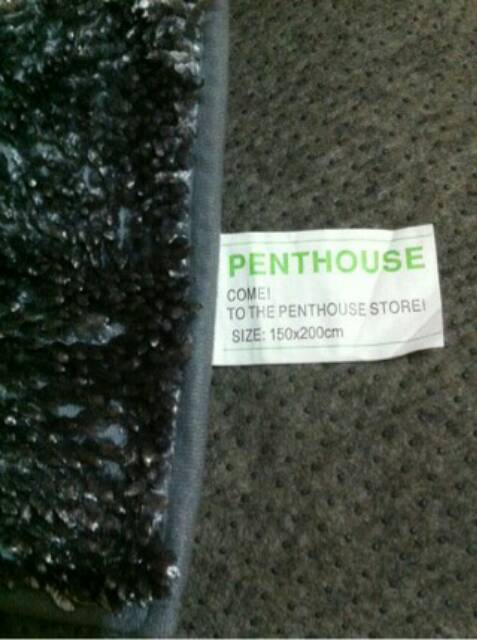 PENTHOUSE
COME!
TO THE PENTHOUSE STORE!
SIZE: 150x200cm